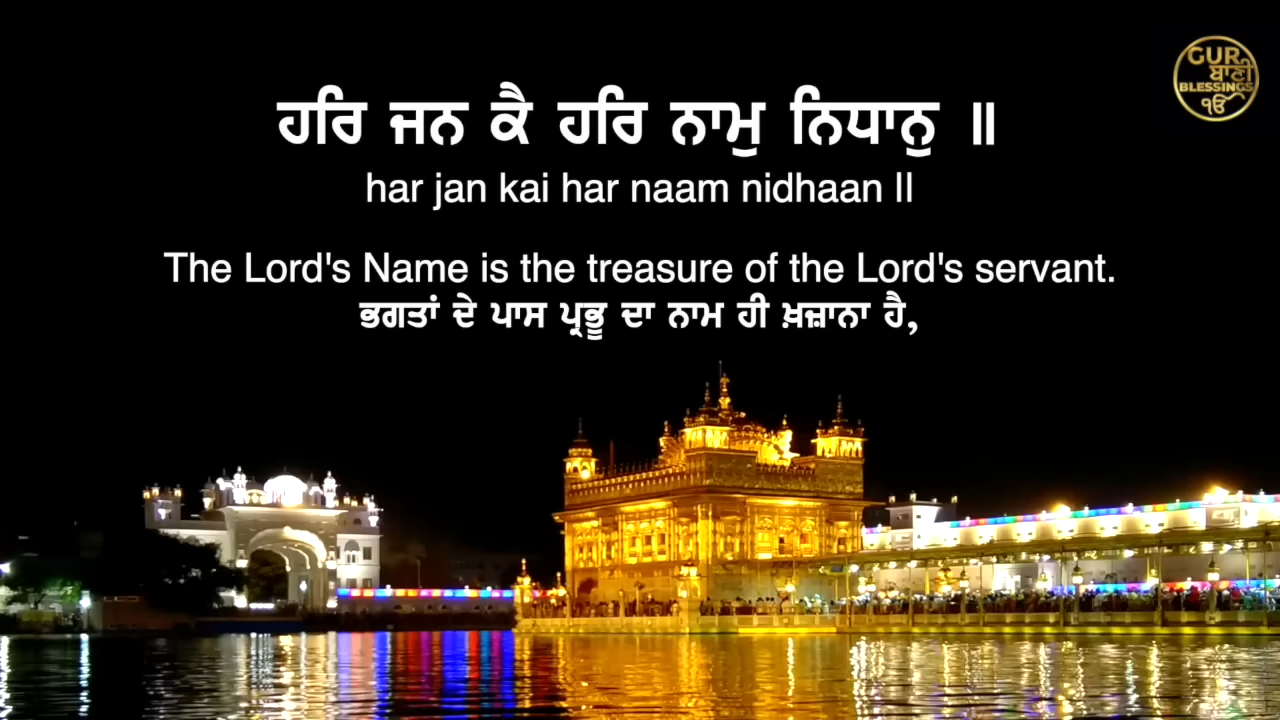 ਹਰਿ ਜਨ ਕੈ ਹਰਿ ਨਾਮੁ ਨਿਧਾਨੁ ॥
har jan kai har naam nidhaan ||
The Lord's Name is the treasure of the Lord's servant.
ਭਗਤਾਂ ਦੇ ਪਾਸ ਪ੍ਰਭੂ ਦਾ ਨਾਮ ਹੀ ਖ਼ਜ਼ਾਨਾ ਹੈ,
GUR
ਬਾਣੀ
BLESSINGS
ੴ